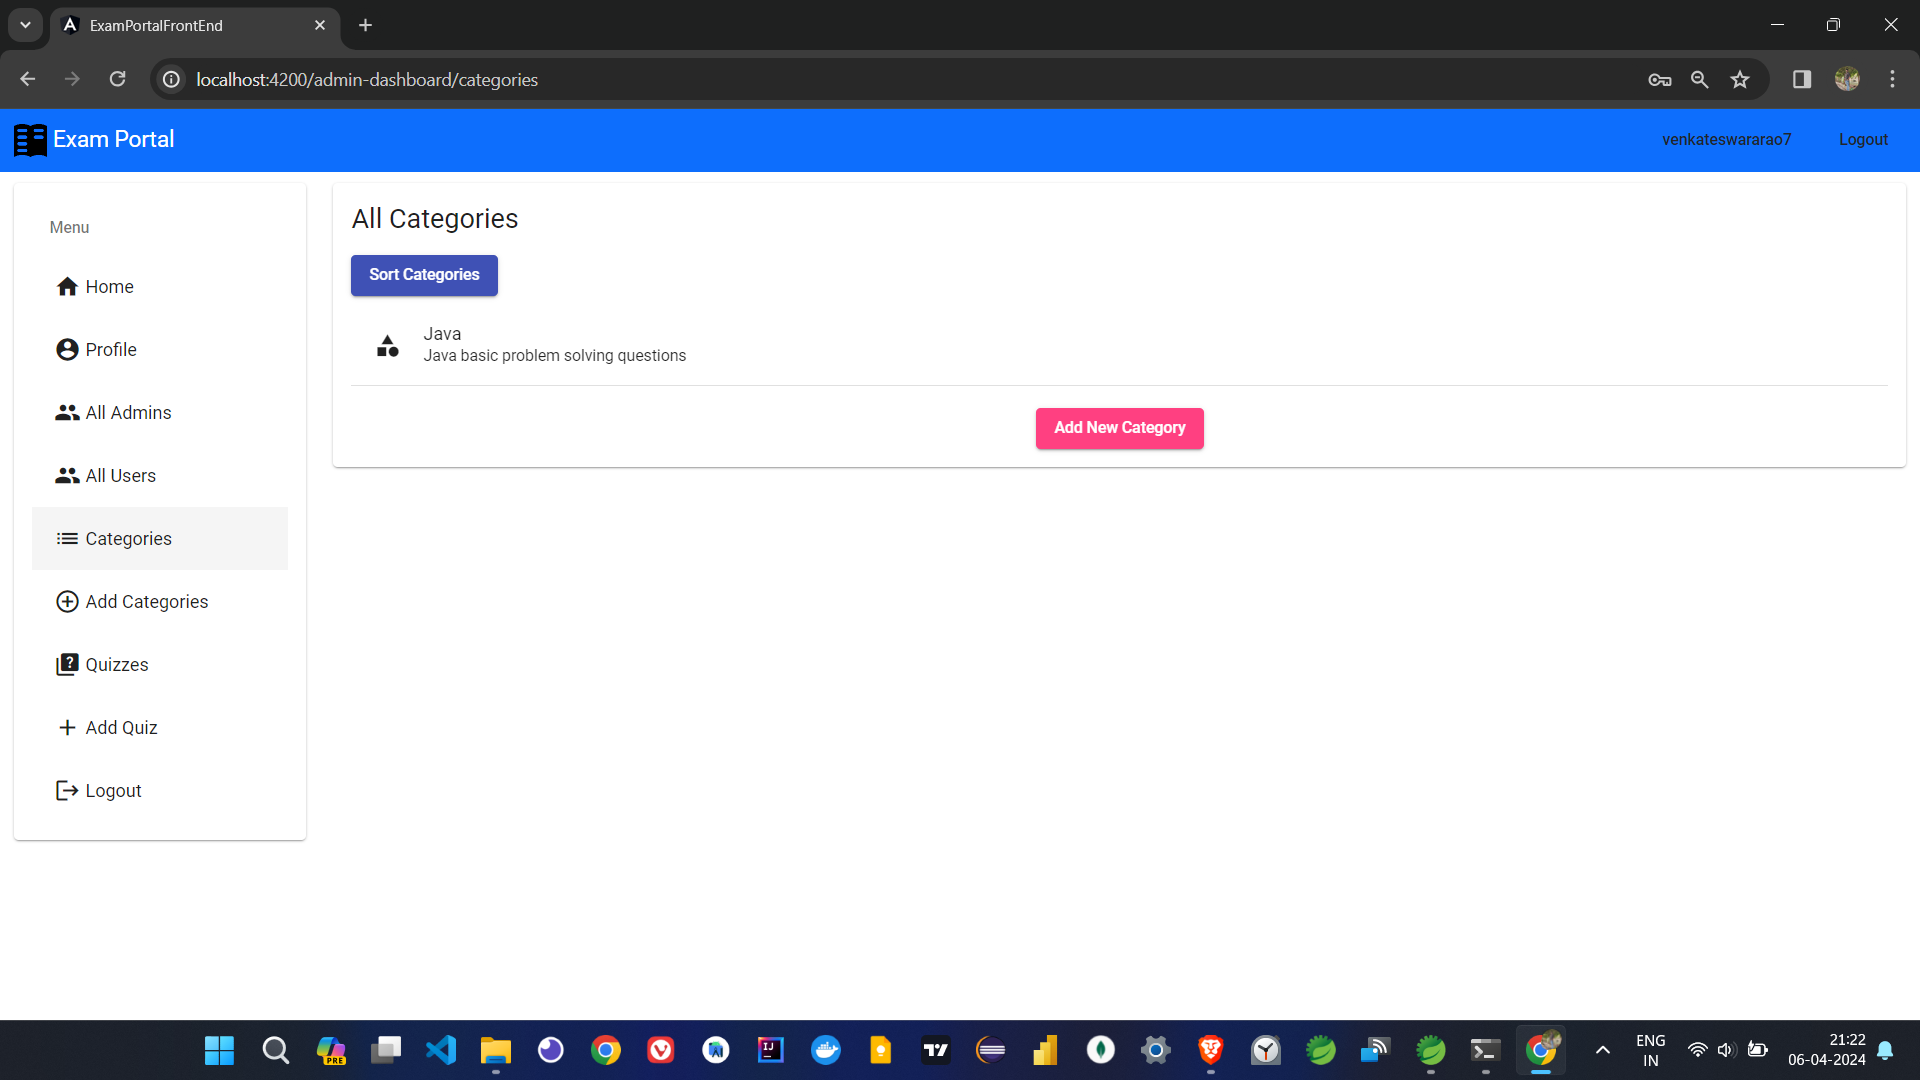 ExamPortalFrontEnd
localhost:4200/admin-dashboard/categories
Exam Portal
venkateswararao7
Logout
Menu
Home
Profile
All Admins
All Users
Categories
Add Categories
Quizzes
Add Quiz
Logout
All Categories
Sort Categories
Java
Java basic problem solving questions
Add New Category
PRE
IJ
ENG
IN
21:22
06-04-2024